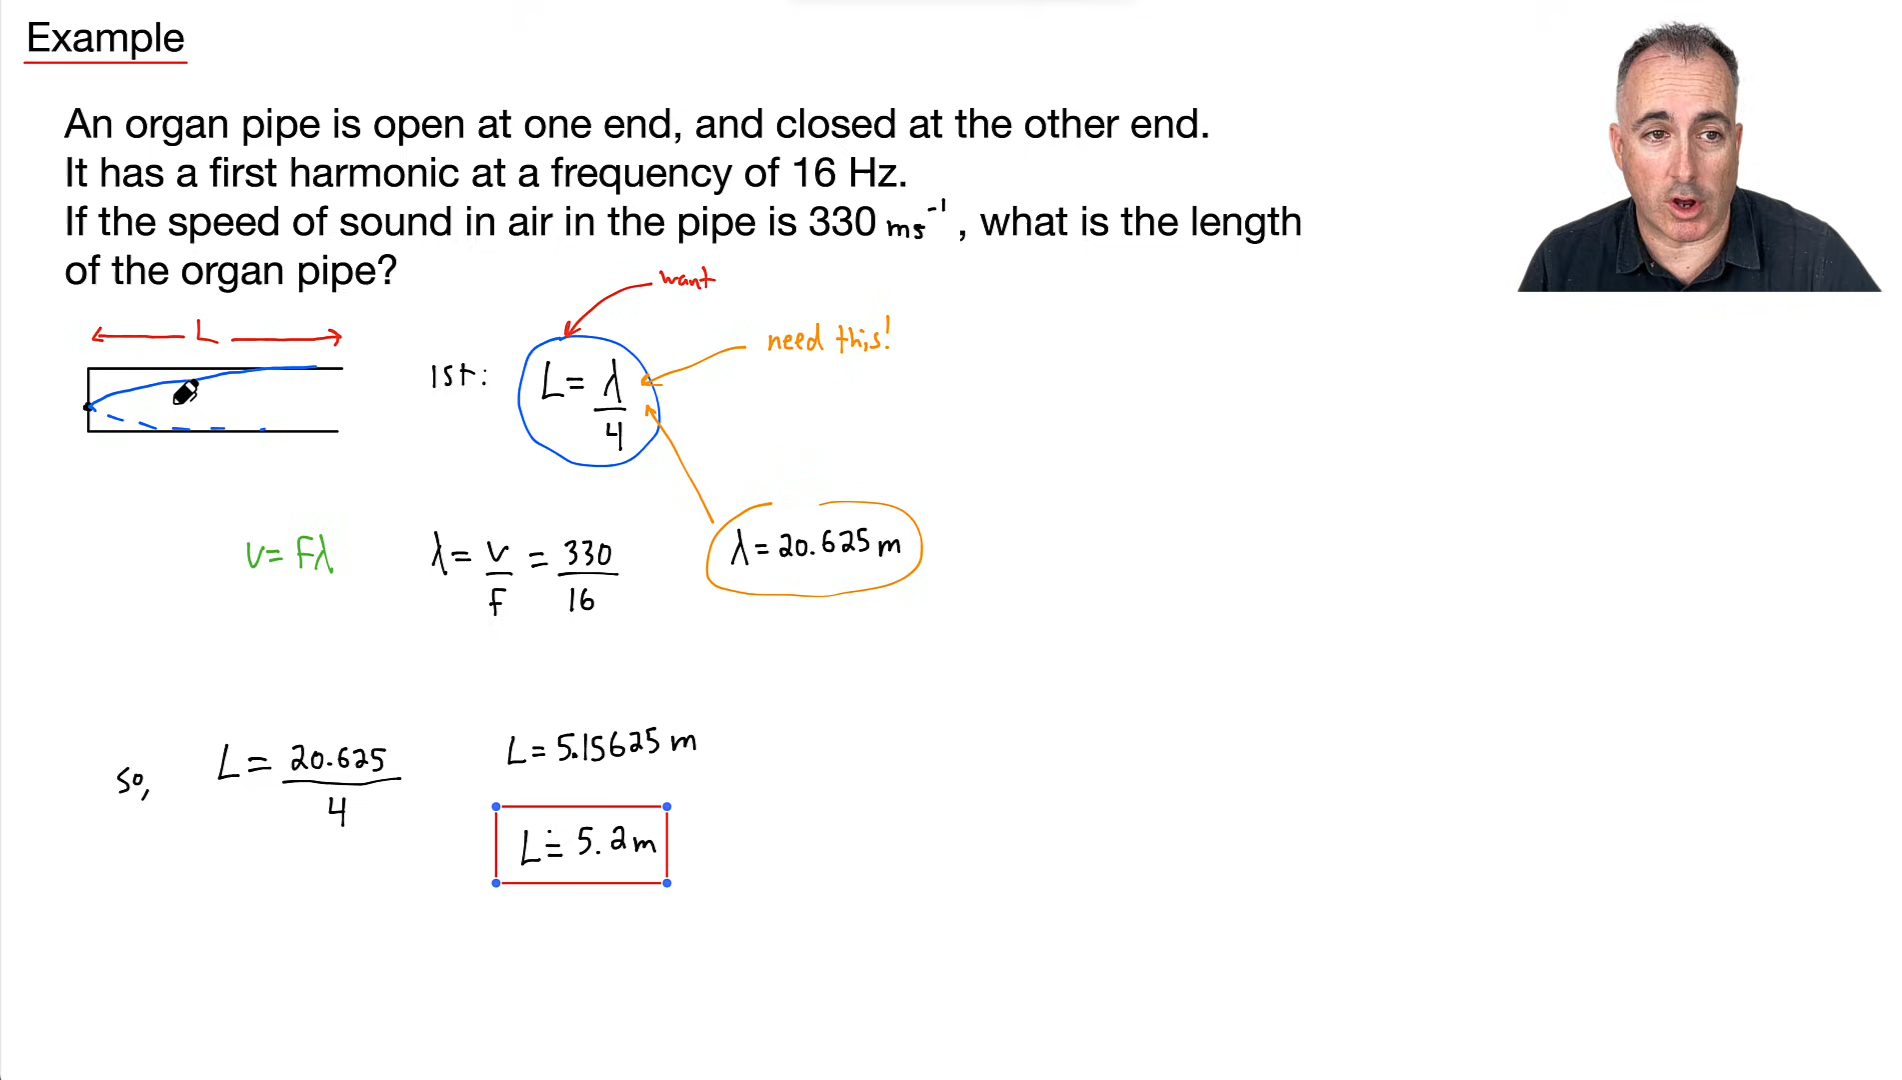 Example
An organ pipe is open at one end, and closed at the other end.
It has a first harmonic at a frequency of 16 Hz.
If the speed of sound in air in the pipe is 330 ms⁻¹, what is the length
of the organ pipe?
want
L
need this!
1st: L = λ/4
v = fλ
λ = v/f = 330/16
λ = 20.625 m
so, L = 20.625/4
L = 5.15625 m
L ≐ 5.2 m